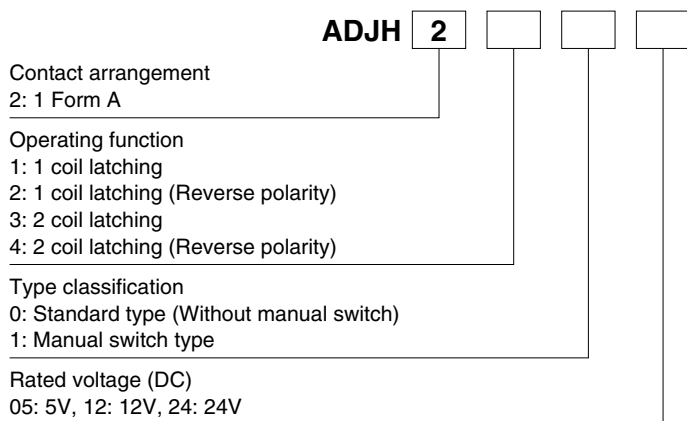 ADJH 2
Contact arrangement
2: 1 Form A
Operating function
1: 1 coil latching
2: 1 coil latching (Reverse polarity)
3: 2 coil latching
4: 2 coil latching (Reverse polarity)
Type classification
0: Standard type (Without manual switch)
1: Manual switch type
Rated voltage (DC)
05: 5V, 12: 12V, 24: 24V